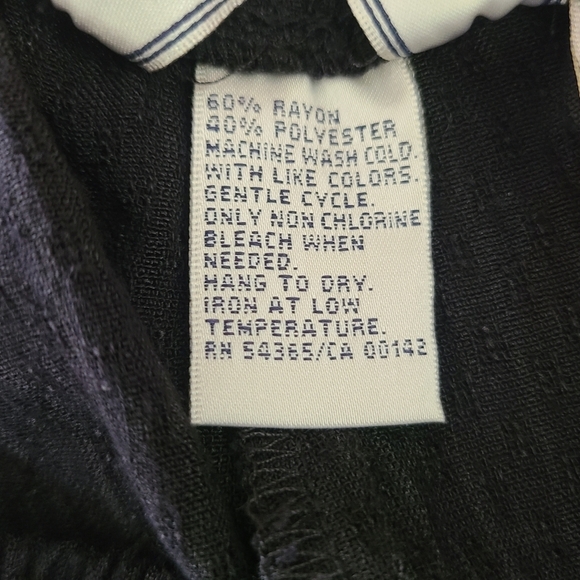 60% RAYON
40% POLYESTER
MACHINE WASH COLD.
WITH LIKE COLORS.
GENTLE CYCLE.
ONLY NON CHLORINE
BLEACH WHEN
NEEDED.
HANG TO DRY.
IRON AT LOW
TEMPERATURE.
RN 54365/CA 00142